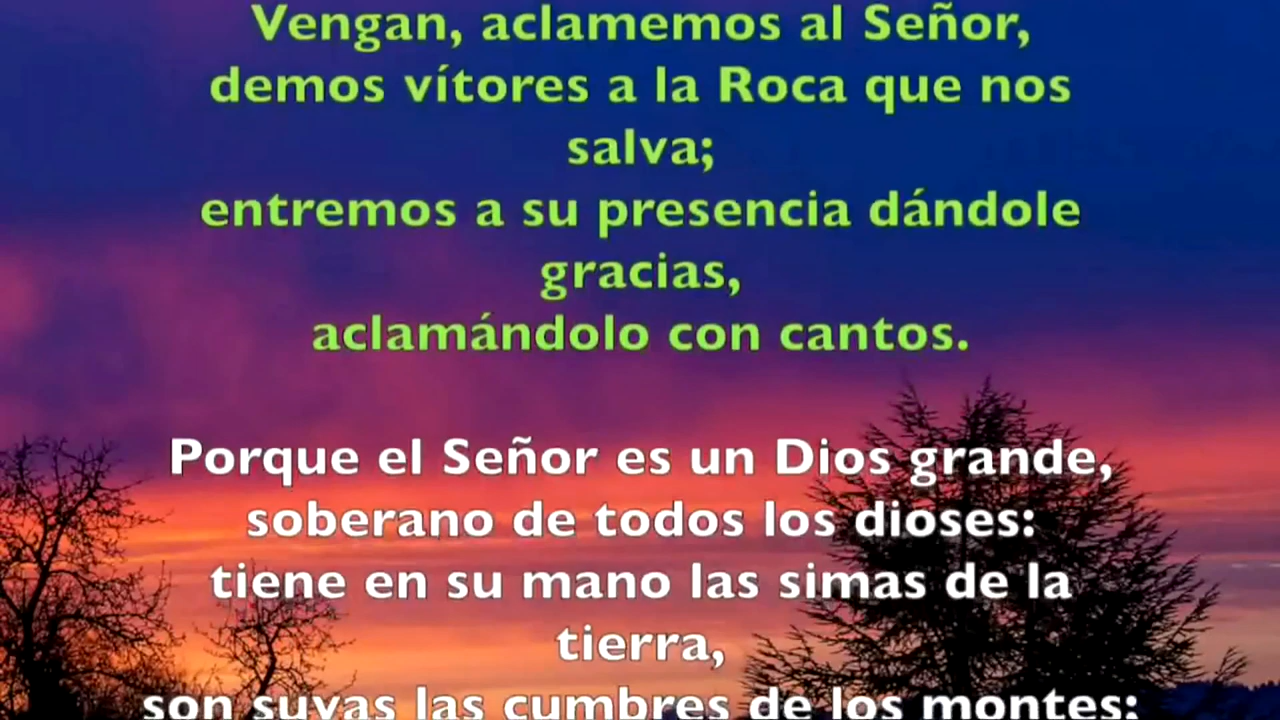 Vengan, aclamemos al Señor,
demos vítores a la Roca que nos
salva;
entremos a su presencia dándole
gracias,
aclamándolo con cantos.
Porque el Señor es un Dios grande,
soberano de todos los dioses:
tiene en su mano las simas de la
tierra,
son suyas las cumbres de los montes;